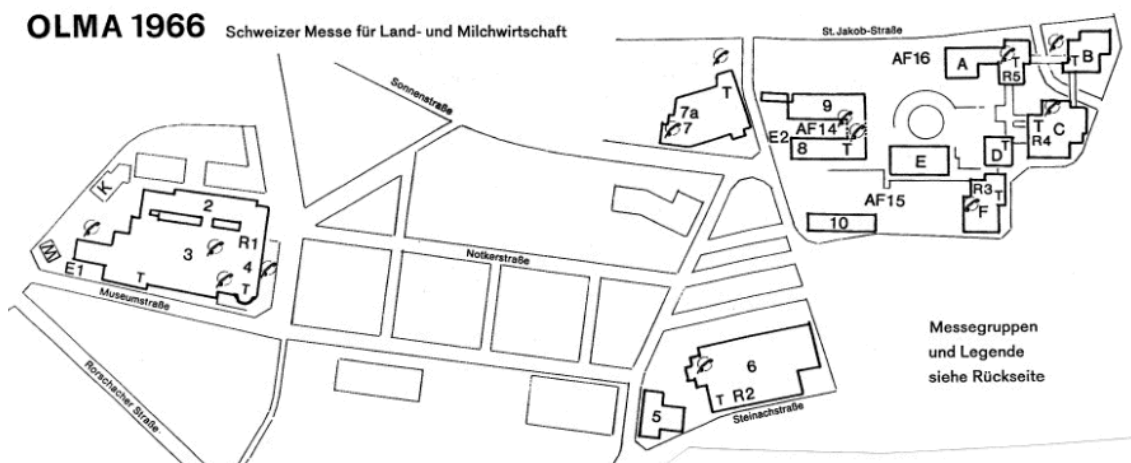 OLMA 1966 Schweizer Messe für Land- und Milchwirtschaft
St. Jakob-Straße
Sonnenstraße
AF16
A
T
R5
T
B
7a
7
T
9
AF14
E2
8
T
E
T
R4
C
D
T
R3
T
F
AF15
10
K
2
3
R1
4
T
T
E1
M
Museumstraße
Notkerstraße
Rorschacher Straße
6
T R2
5
Steinachstraße
Messegruppen
und Legende
siehe Rückseite